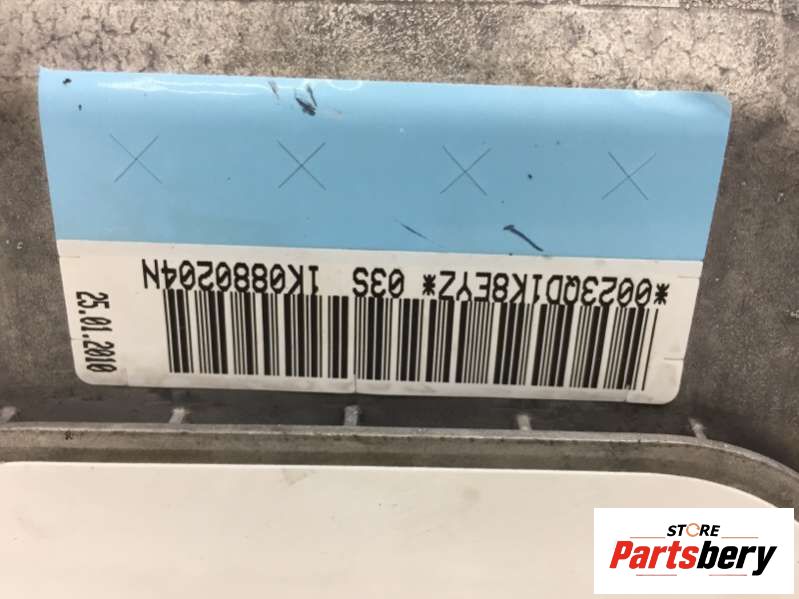 *0023QD1K8EYZ* 03S 1K0880204N
25.01.2010
STORE
Partsbery